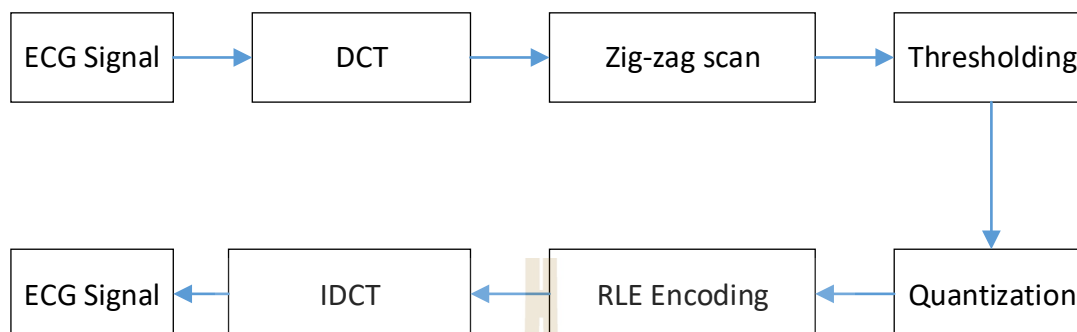 ECG Signal
DCT
Zig-zag scan
Thresholding
ECG Signal
IDCT
RLE Encoding
Quantization